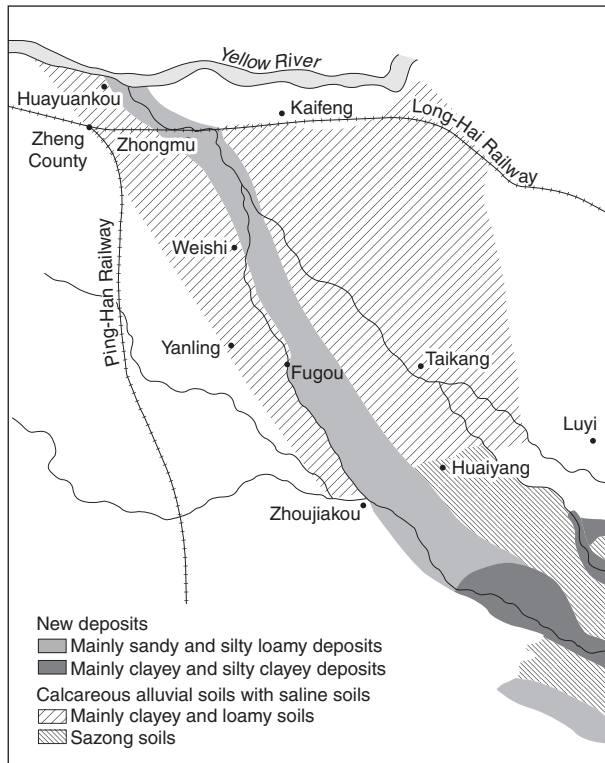 Yellow River
Huayuankou
Kaifeng
Long-Hai Railway
Zheng
County
Zhongmu
Ping-Han Railway
Weishi
Yanling
Fugou
Taikang
Luyi
Huaiyang
Zhoujiakou
New deposits
Mainly sandy and silty loamy deposits
Mainly clayey and silty clayey deposits
Calcareous alluvial soils with saline soils
Mainly clayey and loamy soils
Sazong soils